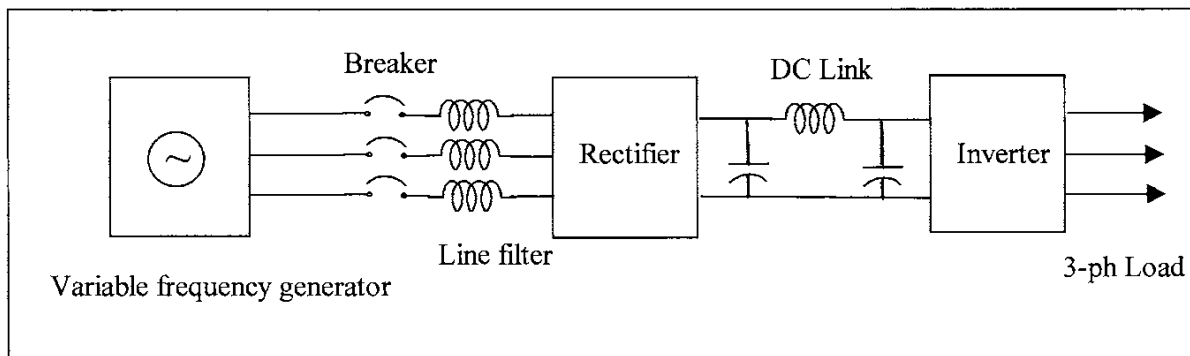 Breaker
DC Link
Rectifier
Inverter
Line filter
3-ph Load
Variable frequency generator